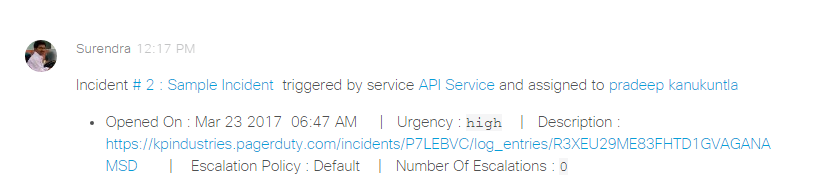 Surendra 12:17 PM
Incident # 2 : Sample Incident triggered by service API Service and assigned to pradeep kanukuntla
• Opened On : Mar 23 2017 06:47 AM | Urgency : high | Description :
https://kpindustries.pagerduty.com/incidents/P7LEBVC/log_entries/R3XEU29ME83FHTD1GVAGANA
MSD | Escalation Policy : Default | Number Of Escalations : 0